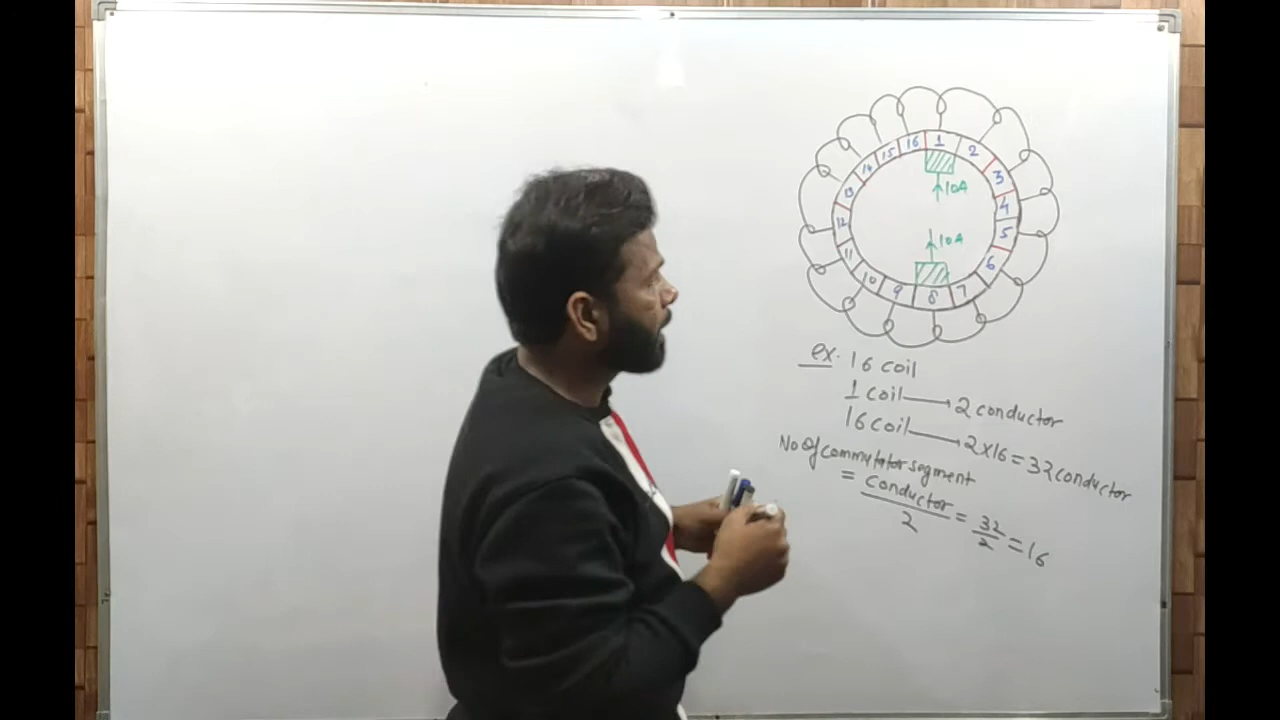 1
2
3
4
5
6
7
8
9
10
11
12
13
14
15
16
10A
10A
ex. 16 coil
1 coil → 2 conductor
16 coil → 2×16 = 32 conductor
No of commutator segment
= conductor/2 = 32/2 = 16